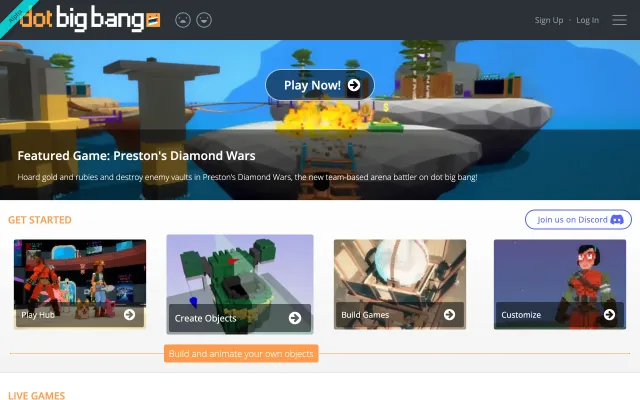 Alpha
dot big bang
Sign Up · Log In
Play Now!
$
Featured Game: Preston's Diamond Wars
Hoard gold and rubies and destroy enemy vaults in Preston's Diamond Wars, the new team-based arena battler on dot big bang!
GET STARTED
Join us on Discord
Play Hub
Create Objects
Build Games
Customize
Build and animate your own objects
LIVE GAMES